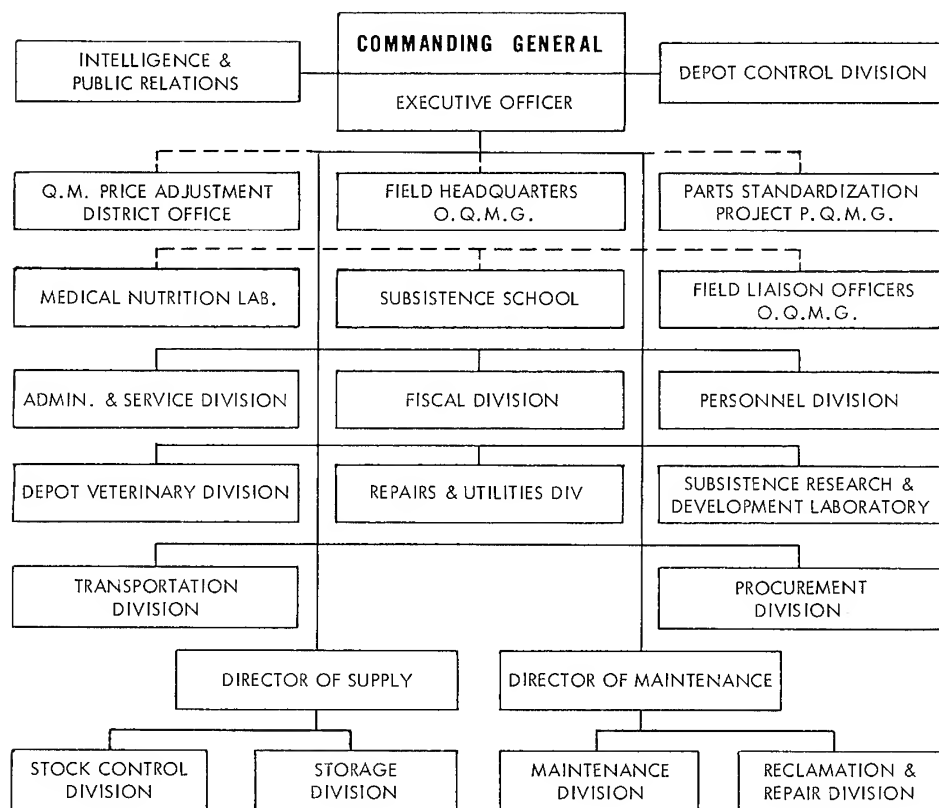 INTELLIGENCE &
PUBLIC RELATIONS
COMMANDING GENERAL
EXECUTIVE OFFICER
DEPOT CONTROL DIVISION
Q.M. PRICE ADJUSTMENT
DISTRICT OFFICE
FIELD HEADQUARTERS
O.Q.M.G.
PARTS STANDARDIZATION
PROJECT P.Q.M.G.
MEDICAL NUTRITION LAB.
SUBSISTENCE SCHOOL
FIELD LIAISON OFFICERS
O.Q.M.G.
ADMIN. & SERVICE DIVISION
FISCAL DIVISION
PERSONNEL DIVISION
DEPOT VETERINARY DIVISION
REPAIRS & UTILITIES DIV
SUBSISTENCE RESEARCH &
DEVELOPMENT LABORATORY
TRANSPORTATION
DIVISION
PROCUREMENT
DIVISION
DIRECTOR OF SUPPLY
DIRECTOR OF MAINTENANCE
STOCK CONTROL
DIVISION
STORAGE
DIVISION
MAINTENANCE
DIVISION
RECLAMATION &
REPAIR DIVISION